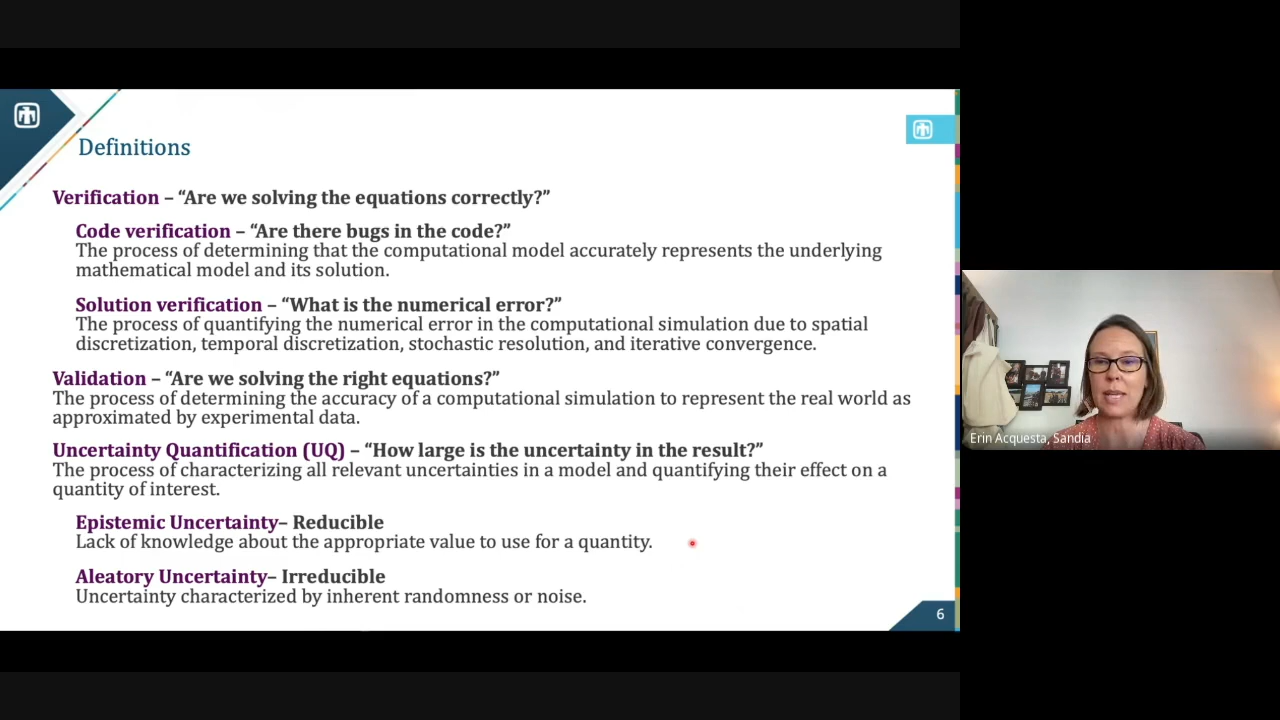 Definitions
Verification – “Are we solving the equations correctly?”
Code verification – “Are there bugs in the code?”
The process of determining that the computational model accurately represents the underlying
mathematical model and its solution.
Solution verification – “What is the numerical error?”
The process of quantifying the numerical error in the computational simulation due to spatial
discretization, temporal discretization, stochastic resolution, and iterative convergence.
Validation – “Are we solving the right equations?”
The process of determining the accuracy of a computational simulation to represent the real world as
approximated by experimental data.
Uncertainty Quantification (UQ) – “How large is the uncertainty in the result?”
The process of characterizing all relevant uncertainties in a model and quantifying their effect on a
quantity of interest.
Epistemic Uncertainty– Reducible
Lack of knowledge about the appropriate value to use for a quantity.
Aleatory Uncertainty– Irreducible
Uncertainty characterized by inherent randomness or noise.
6
Erin Acquesta, Sandia